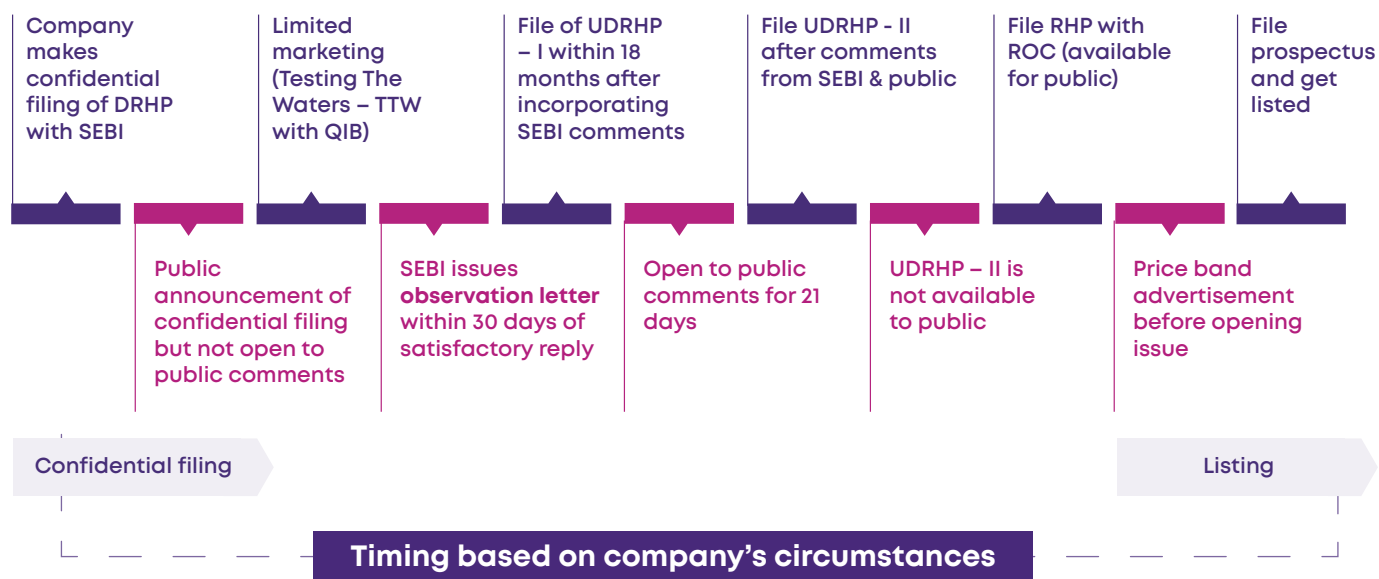 Company
makes
confidential
filing of DRHP
with SEBI
Limited
marketing
(Testing The
Waters – TTW
with QIB)
File of UDRHP
– I within 18
months after
incorporating
SEBI comments
File UDRHP - II
after comments
from SEBI & public
File RHP with
ROC (available
for public)
File
prospectus
and get
listed
Public
announcement of
confidential filing
but not open to
public comments
SEBI issues
observation letter
within 30 days of
satisfactory reply
Open to public
comments for 21
days
UDRHP – II is
not available
to public
Price band
advertisement
before opening
issue
Confidential filing
Listing
Timing based on company’s circumstances